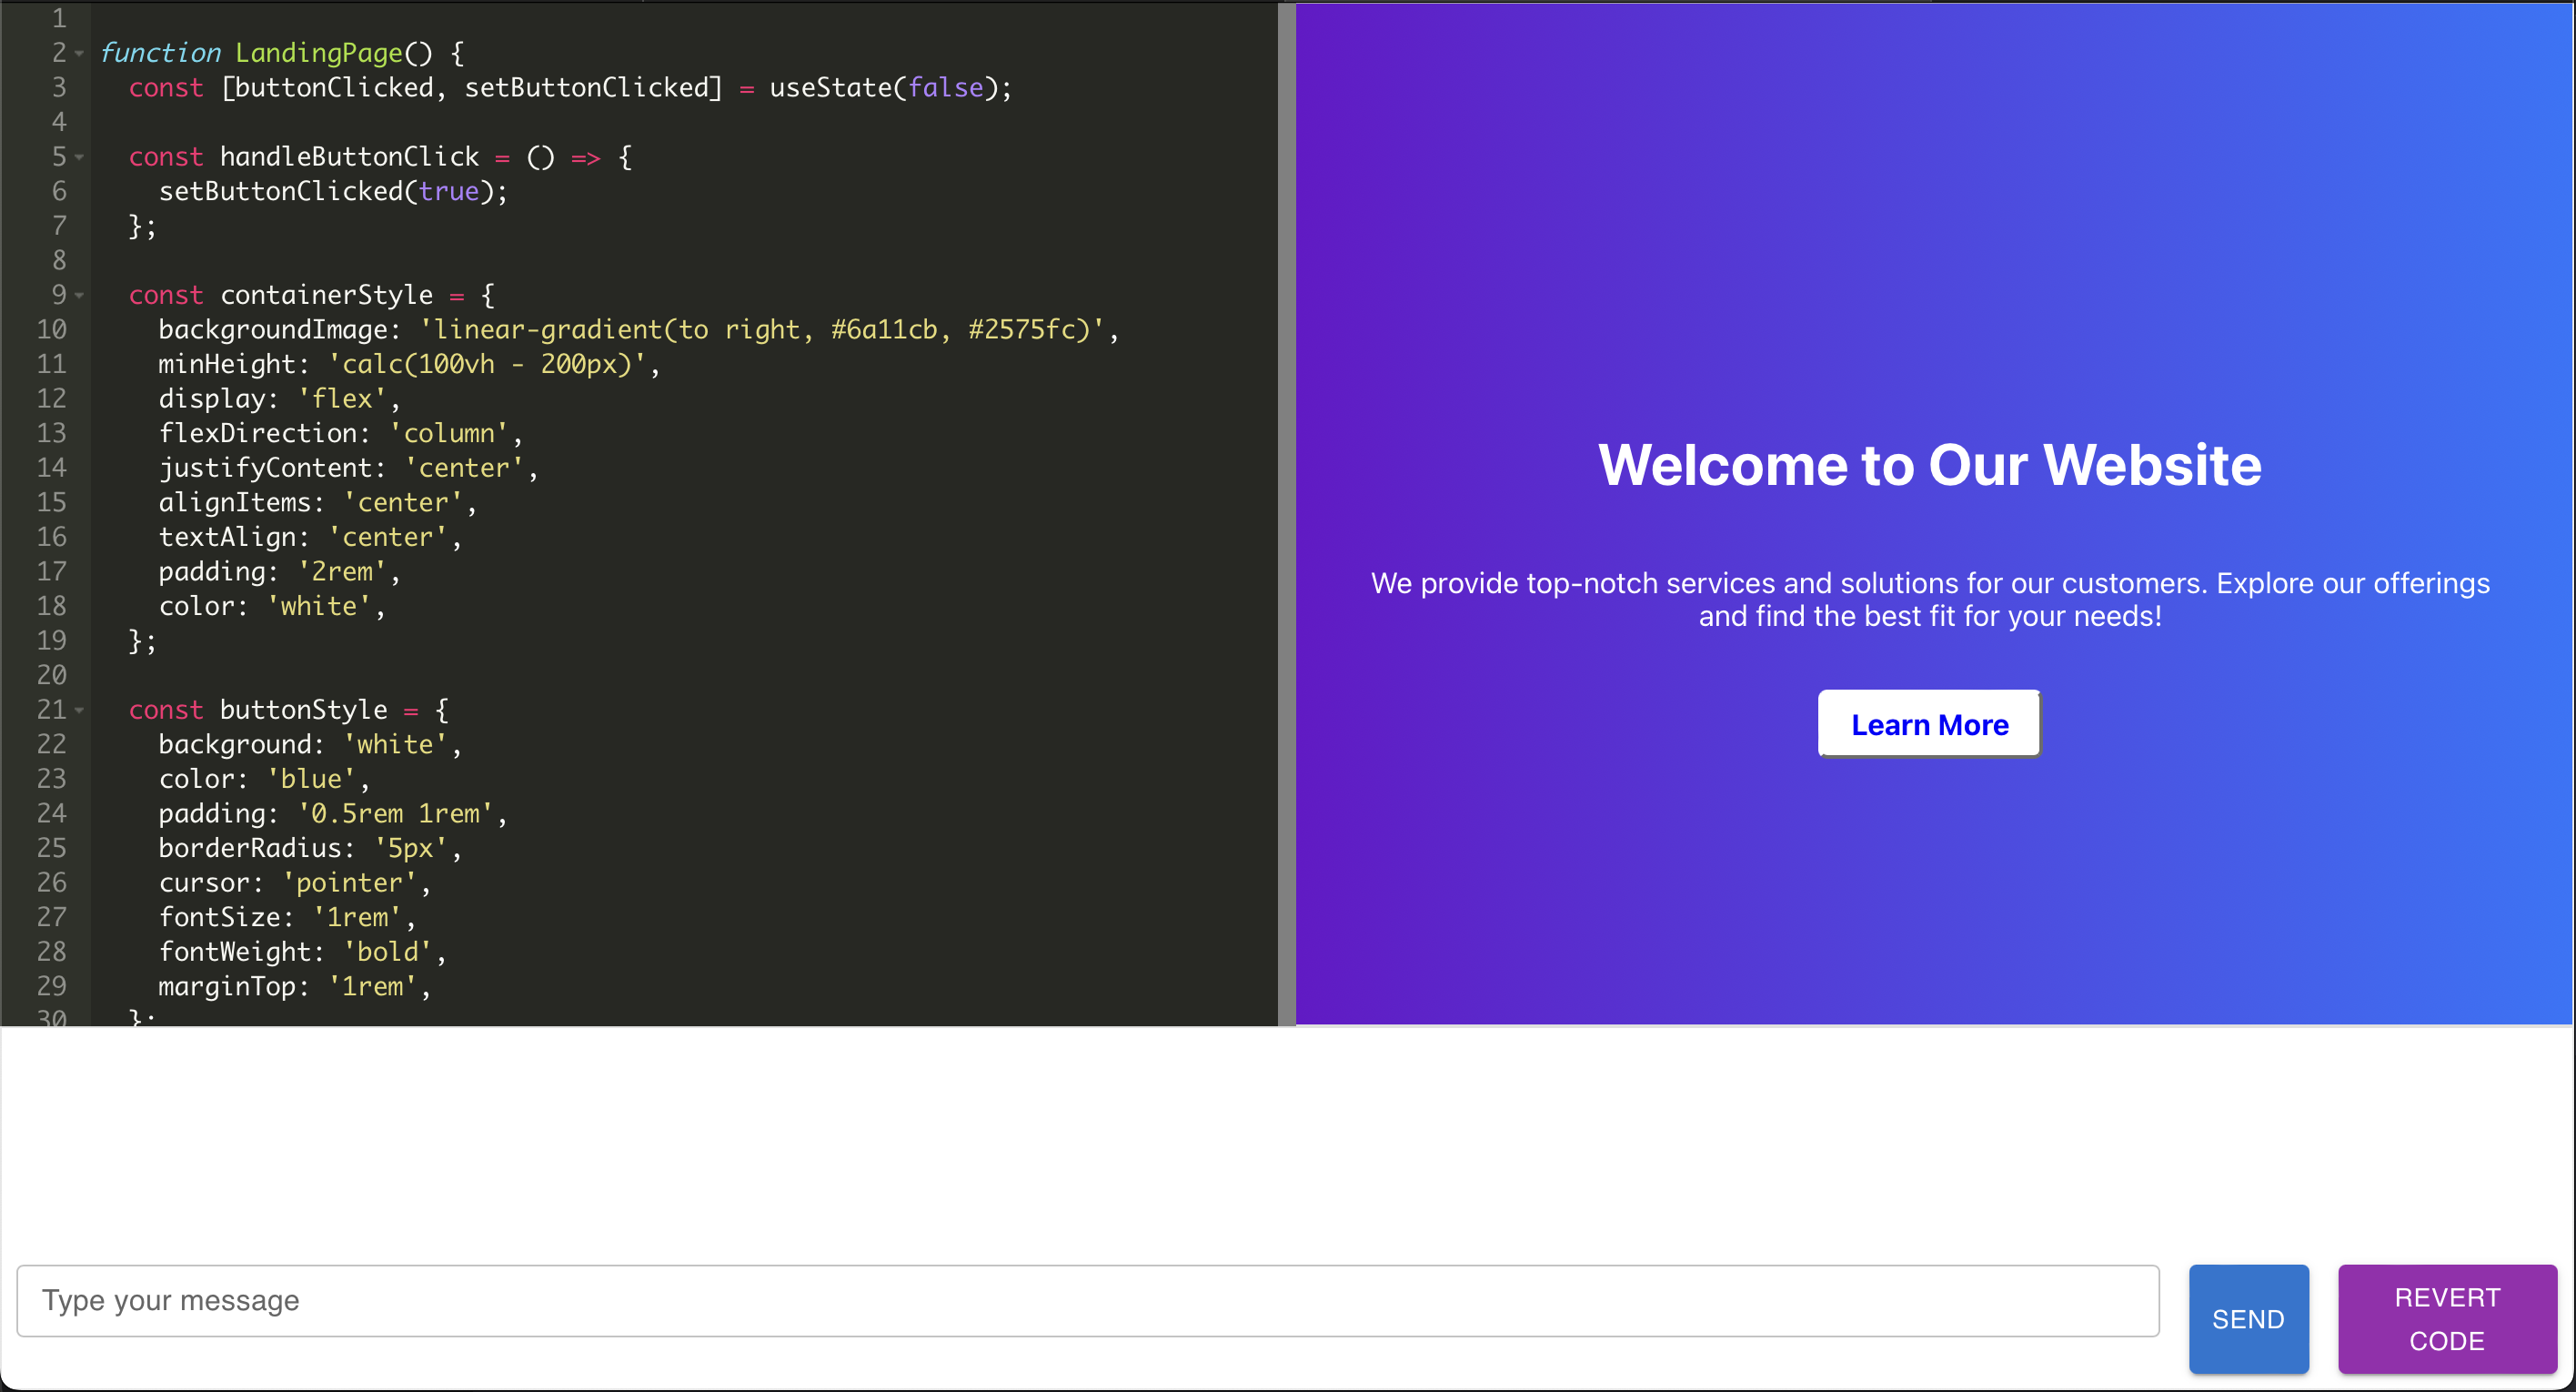 1
2 function LandingPage() {
3   const [buttonClicked, setButtonClicked] = useState(false);
4
5   const handleButtonClick = () => {
6     setButtonClicked(true);
7   };
8
9   const containerStyle = {
10     backgroundImage: 'linear-gradient(to right, #6a11cb, #2575fc)',
11     minHeight: 'calc(100vh - 200px)',
12     display: 'flex',
13     flexDirection: 'column',
14     justifyContent: 'center',
15     alignItems: 'center',
16     textAlign: 'center',
17     padding: '2rem',
18     color: 'white',
19   };
20
21   const buttonStyle = {
22     background: 'white',
23     color: 'blue',
24     padding: '0.5rem 1rem',
25     borderRadius: '5px',
26     cursor: 'pointer',
27     fontSize: '1rem',
28     fontWeight: 'bold',
29     marginTop: '1rem',
30   };
Welcome to Our Website
We provide top-notch services and solutions for our customers. Explore our offerings
and find the best fit for your needs!
Learn More
Type your message
SEND
REVERT
CODE